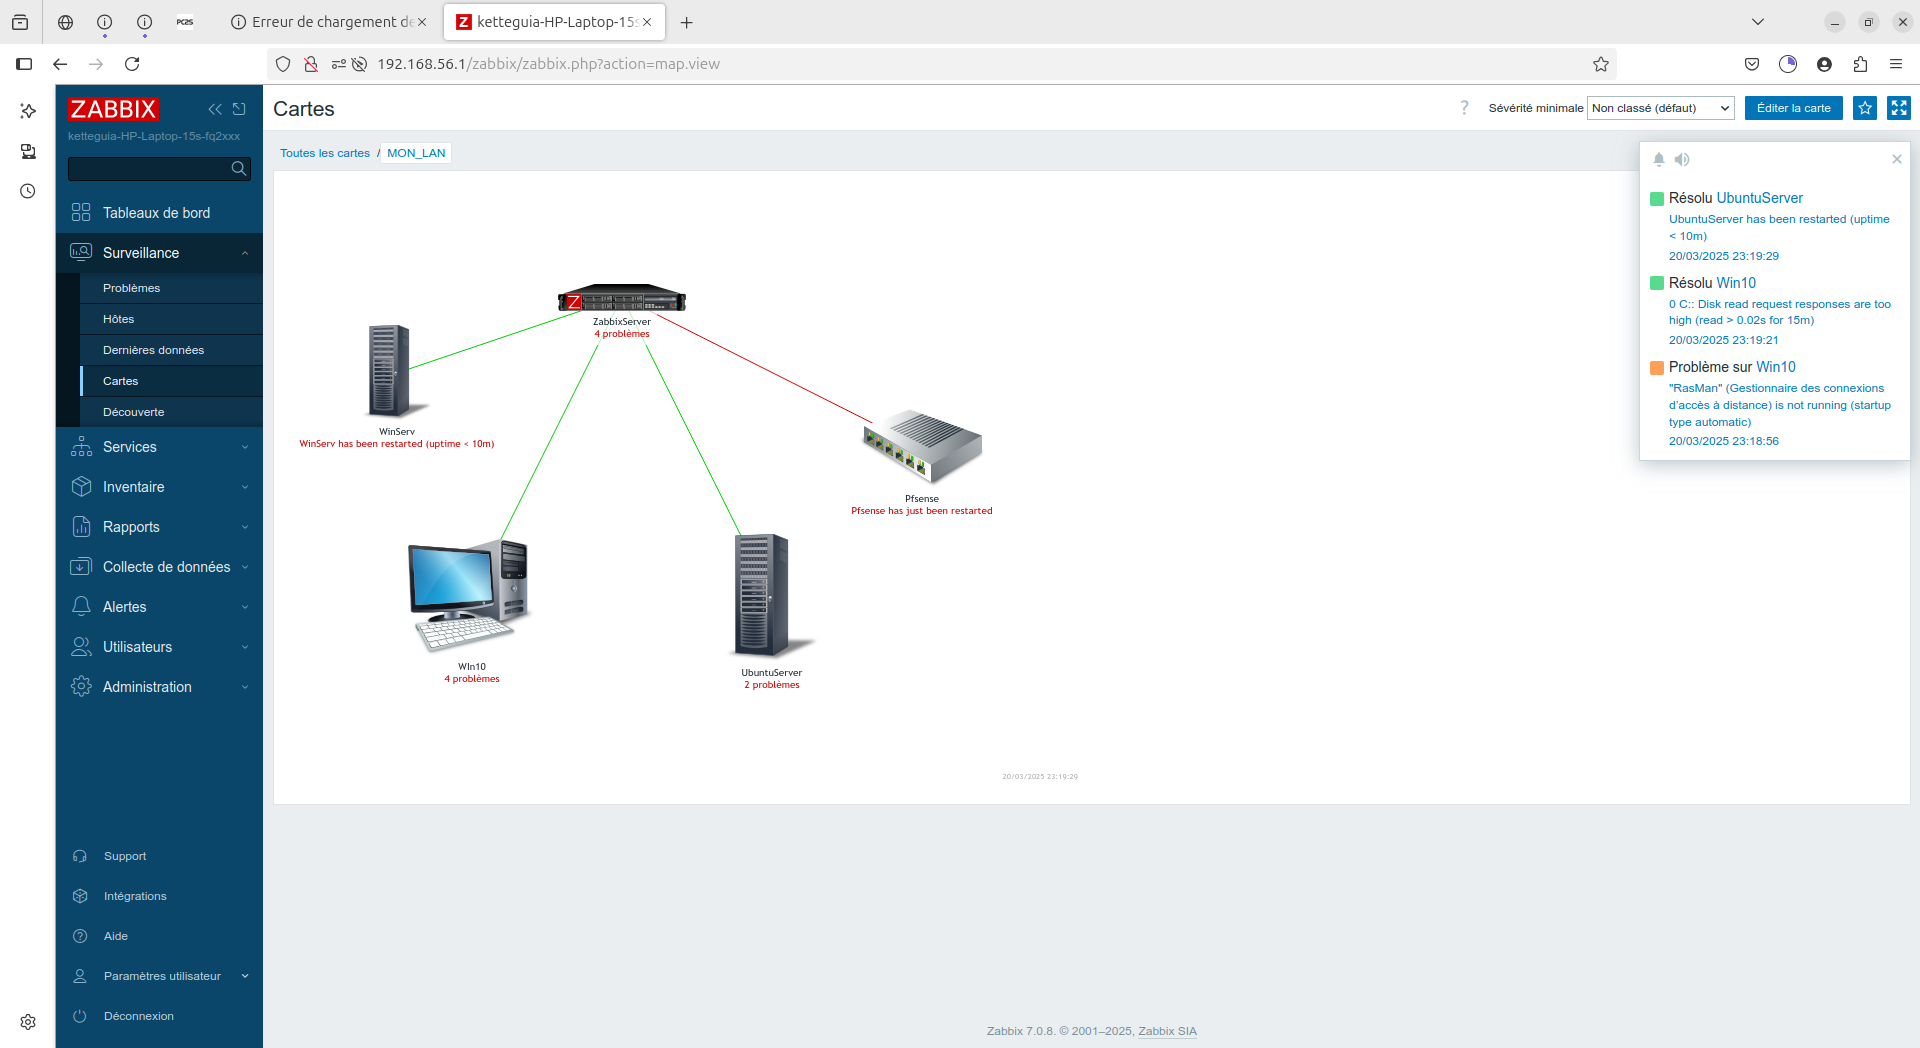 PC2S
Erreur de chargement de
ketteguia-HP-Laptop-15s
192.168.56.1/zabbix/zabbix.php?action=map.view
ZABBIX
ketteguia-HP-Laptop-15s-fq2xxx
Tableaux de bord
Surveillance
Problèmes
Hôtes
Dernières données
Cartes
Découverte
Services
Inventaire
Rapports
Collecte de données
Alertes
Utilisateurs
Administration
Support
Intégrations
Aide
Paramètres utilisateur
Déconnexion
Cartes
? Sévérité minimale Non classé (défaut) Éditer la carte
Toutes les cartes / MON_LAN
Z
ZabbixServer
4 problèmes
WinServ
WinServ has been restarted (uptime < 10m)
Pfsense
Pfsense has just been restarted
WIn10
4 problèmes
UbuntuServer
2 problèmes
20/03/2025 23:19:29
Résolu UbuntuServer
UbuntuServer has been restarted (uptime
< 10m)
20/03/2025 23:19:29
Résolu Win10
0 C:: Disk read request responses are too
high (read > 0.02s for 15m)
20/03/2025 23:19:21
Problème sur Win10
"RasMan" (Gestionnaire des connexions
d'accès à distance) is not running (startup
type automatic)
20/03/2025 23:18:56
Zabbix 7.0.8. © 2001–2025, Zabbix SIA